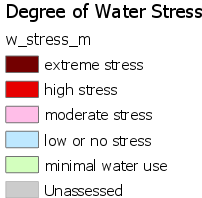 Degree of Water Stress
w_stress_m
extreme stress
high stress
moderate stress
low or no stress
minimal water use
Unassessed